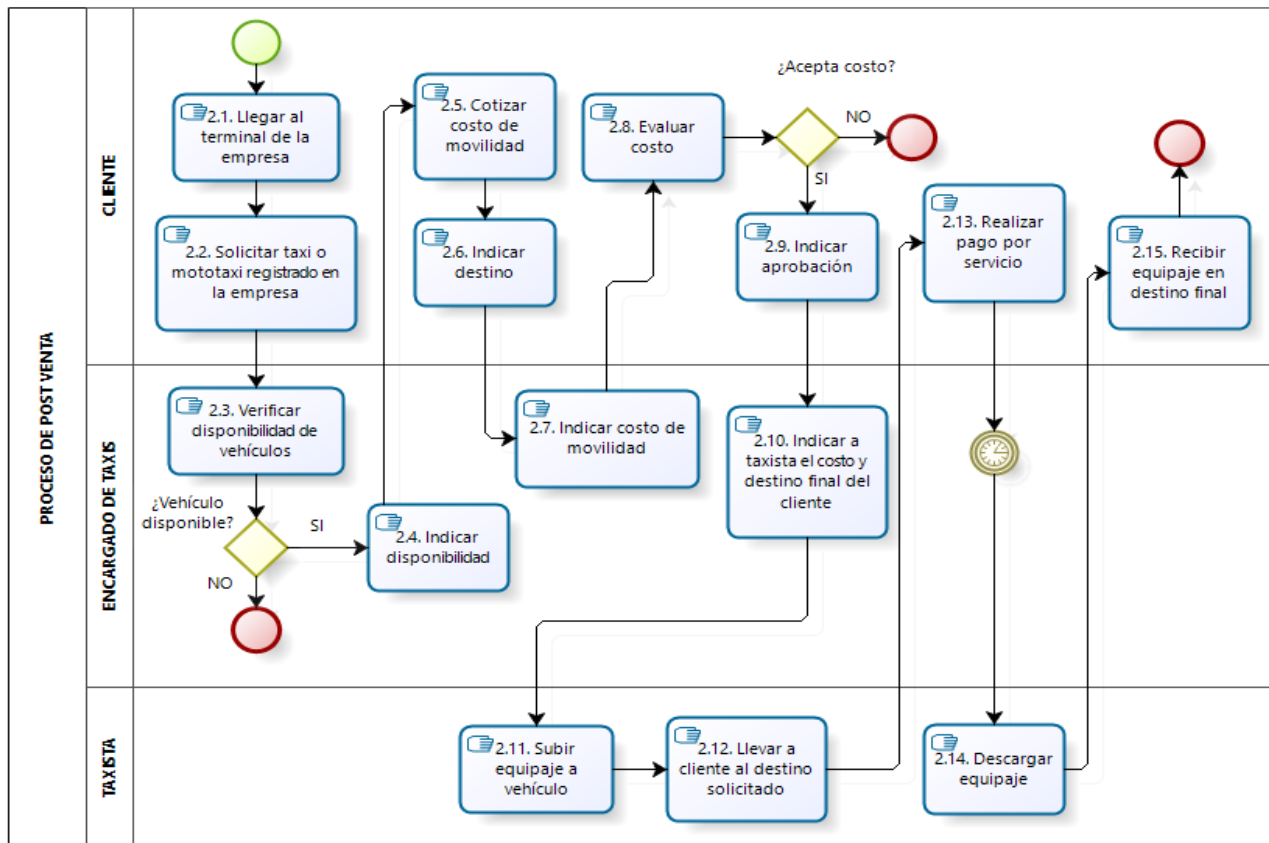 PROCESO DE POST VENTA
CLIENTE
2.1. Llegar al
terminal de la
empresa
2.2. Solicitar taxi o
mototaxi registrado en
la empresa
2.5. Cotizar
costo de
movilidad
2.6. Indicar
destino
2.8. Evaluar
costo
¿Acepta costo?
NO
SI
2.9. Indicar
aprobación
2.13. Realizar
pago por
servicio
2.15. Recibir
equipaje en
destino final
ENCARGADO DE TAXIS
2.3. Verificar
disponibilidad de
vehículos
¿Vehículo
disponible?
SI
NO
2.4. Indicar
disponibilidad
2.7. Indicar costo de
movilidad
2.10. Indicar a
taxista el costo y
destino final del
cliente
TAXISTA
2.11. Subir
equipaje a
vehículo
2.12. Llevar a
cliente al destino
solicitado
2.14. Descargar
equipaje